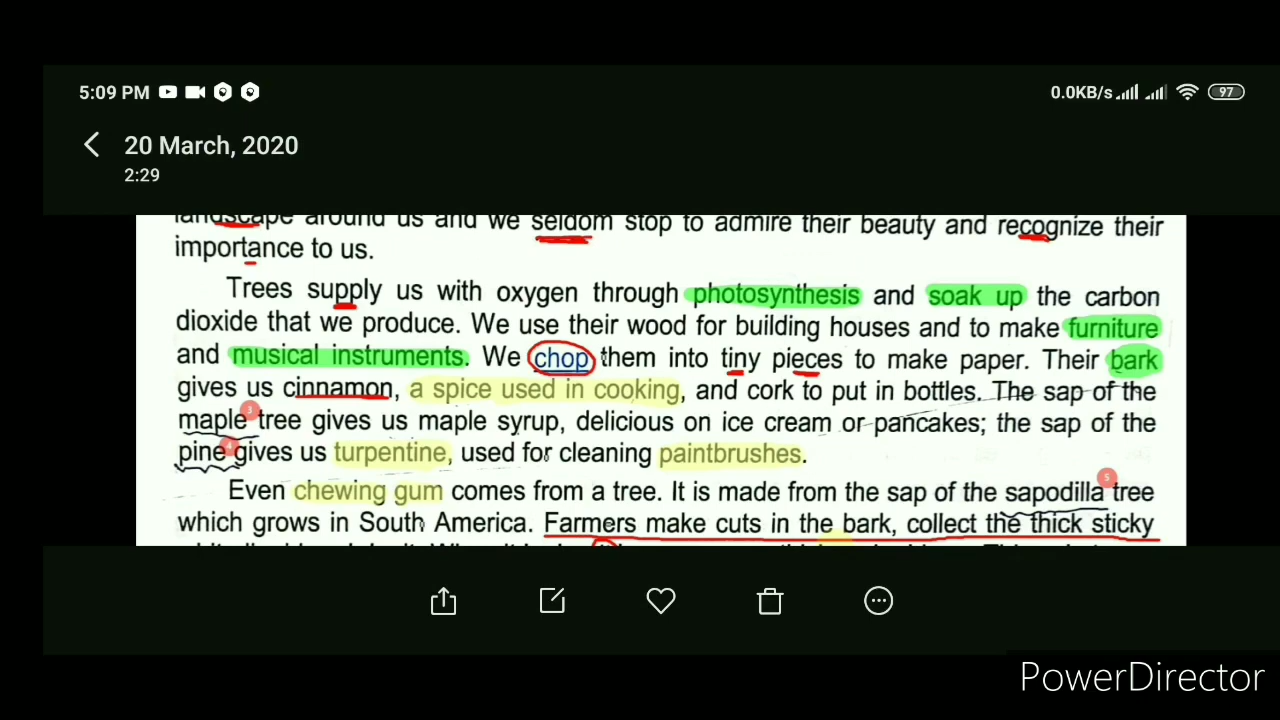 5:09 PM
0.0KB/s
97
20 March, 2020
2:29
landscape around us and we seldom stop to admire their beauty and recognize their
importance to us.
Trees supply us with oxygen through photosynthesis and soak up the carbon
dioxide that we produce. We use their wood for building houses and to make furniture
and musical instruments. We chop them into tiny pieces to make paper. Their bark
gives us cinnamon, a spice used in cooking, and cork to put in bottles. The sap of the
3
maple tree gives us maple syrup, delicious on ice cream or pancakes; the sap of the
4
pine gives us turpentine, used for cleaning paintbrushes.
5
Even chewing gum comes from a tree. It is made from the sap of the sapodilla tree
which grows in South America. Farmers make cuts in the bark, collect the thick sticky
PowerDirector